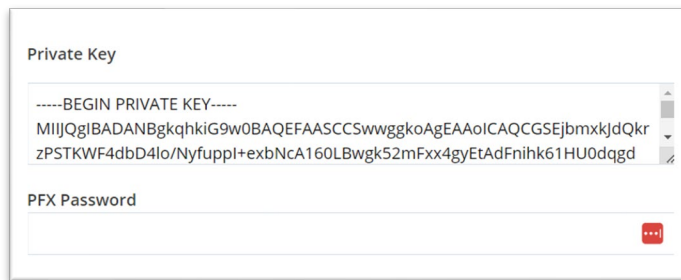 Private Key
-----BEGIN PRIVATE KEY-----
MIIJQgIBADANBgkqhkiG9w0BAQEFAASCCSwwggkoAgEAAoICAQCGSEjbmxkJdQkr
zPSTKWF4dbD4lo/NyfuppI+exbNcA160LBwgk52mFxx4gyEtAdFnihk61HU0dqgd
PFX Password